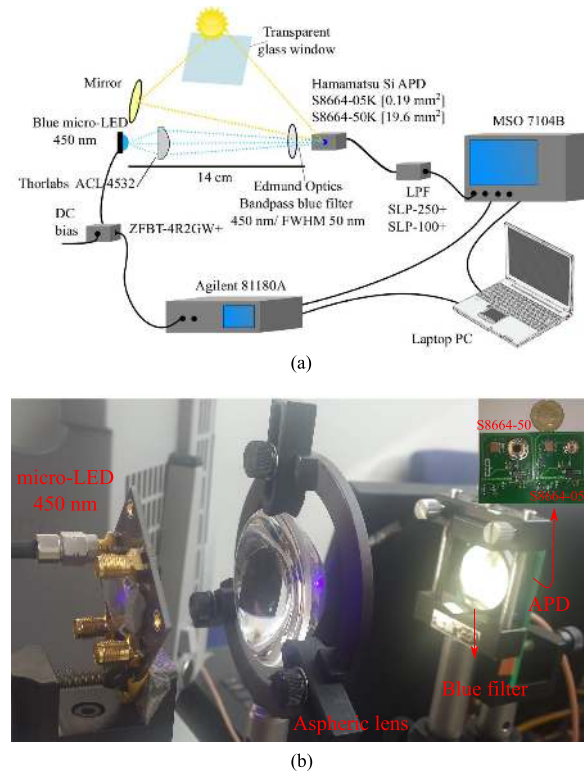 Transparent
glass window
Mirror
Hamamatsu Si APD
S8664-05K [0.19 mm²]
S8664-50K [19.6 mm²]
MSO 7104B
Blue micro-LED
450 nm
Thorlabs ACL 4532
14 cm
Edmund Optics
Bandpass blue filter
450 nm/ FWHM 50 nm
LPF
SLP-250+
SLP-100+
DC
bias
ZFBT-4R2GW+
Agilent 81180A
Laptop PC
(a)
S8664-50
micro-LED
450 nm
S8664-05
APD
Blue filter
Aspheric lens
(b)